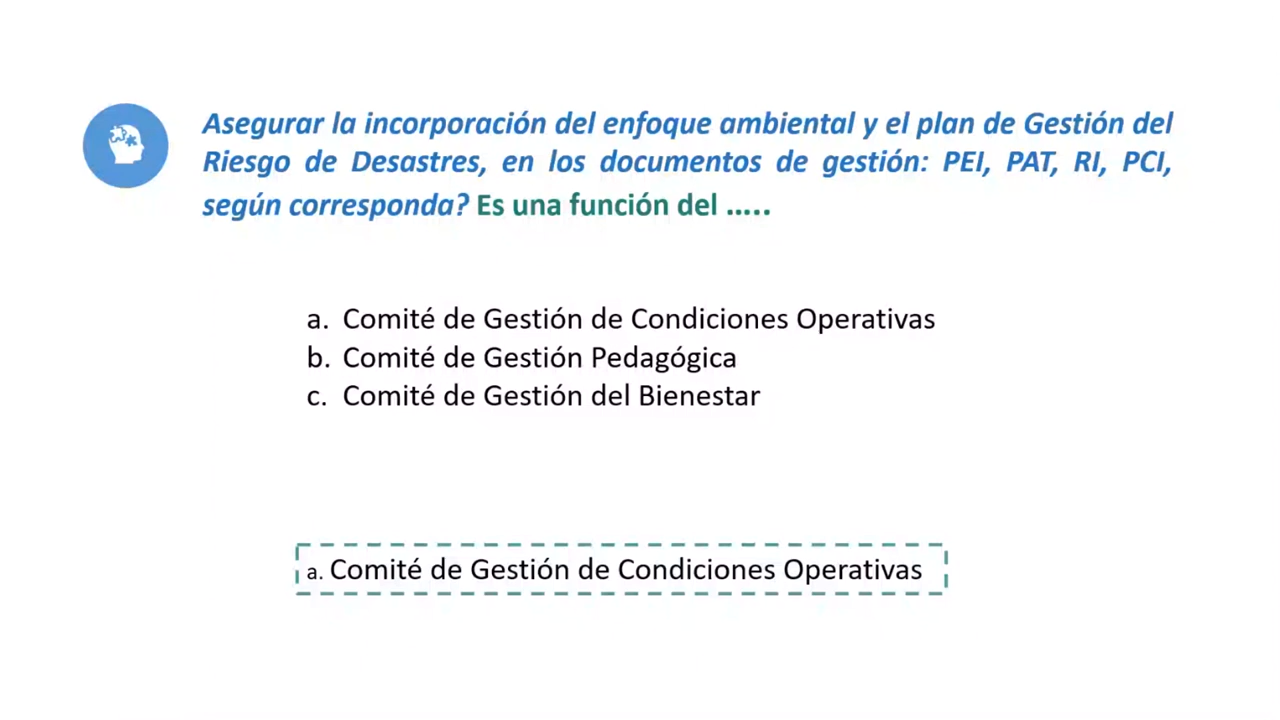 Asegurar la incorporación del enfoque ambiental y el plan de Gestión del
Riesgo de Desastres, en los documentos de gestión: PEI, PAT, RI, PCI,
según corresponda? Es una función del …..
a. Comité de Gestión de Condiciones Operativas
b. Comité de Gestión Pedagógica
c. Comité de Gestión del Bienestar
a. Comité de Gestión de Condiciones Operativas